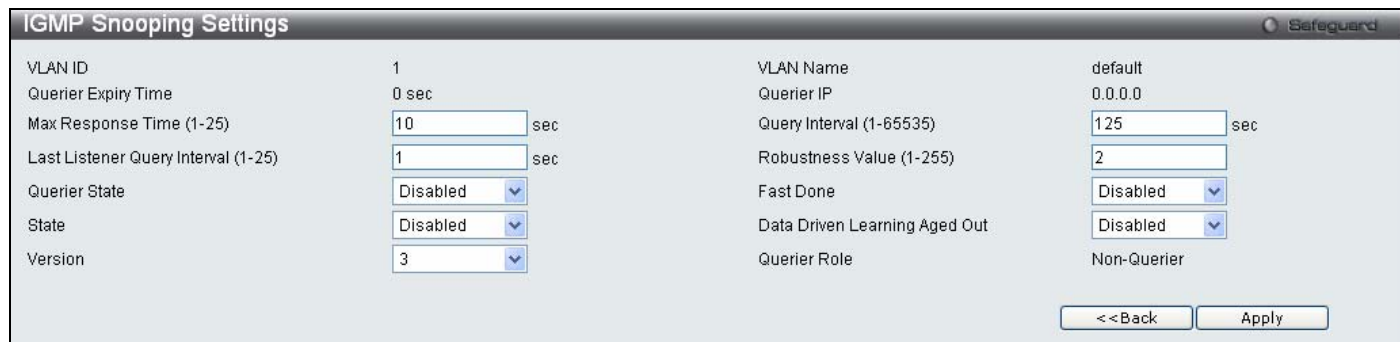 IGMP Snooping Settings Safeguard
VLAN ID 1 VLAN Name default
Querier Expiry Time 0 sec Querier IP 0.0.0.0
Max Response Time (1-25) 10 sec Query Interval (1-65535) 125 sec
Last Listener Query Interval (1-25) 1 sec Robustness Value (1-255) 2
Querier State Disabled Fast Done Disabled
State Disabled Data Driven Learning Aged Out Disabled
Version 3 Querier Role Non-Querier
<<Back Apply